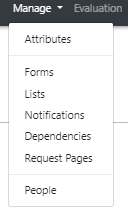 Manage Evaluation
Attributes
Forms
Lists
Notifications
Dependencies
Request Pages
People